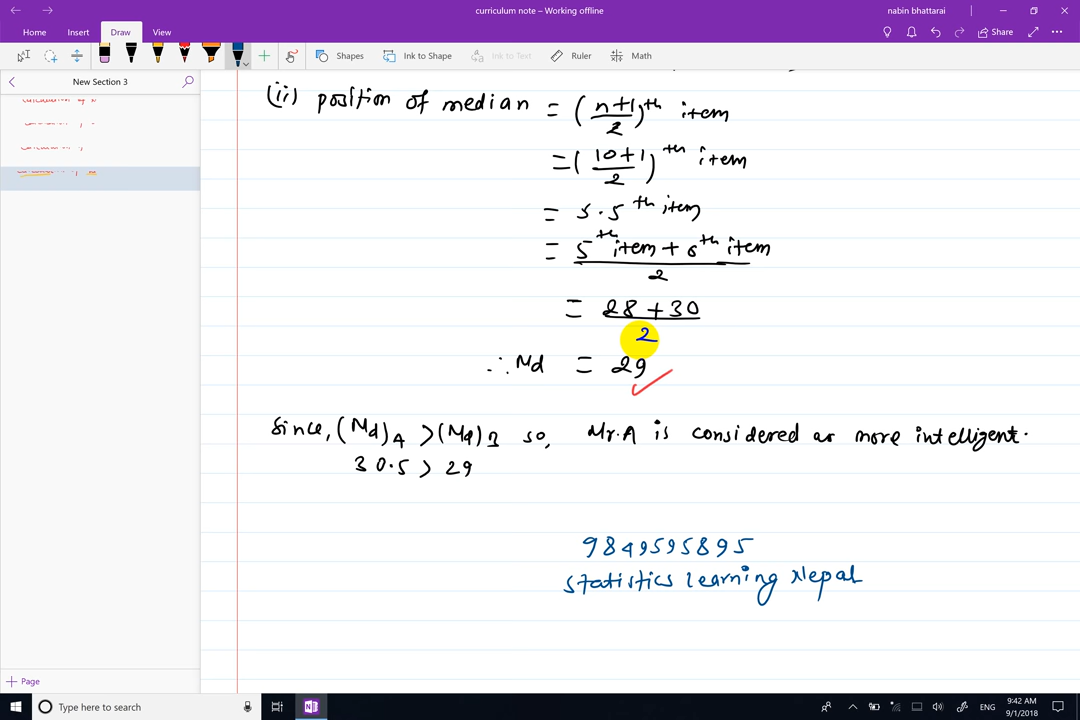 curriculum note – Working offline
nabin bhattarai
Home Insert Draw View
Share
Shapes Ink to Shape Ink to Text Ruler Math
New Section 3
(ii) position of median = (n+1/2)th item
= (10+1/2)th item
= 5.5th item
= 5th item + 6th item
2
= 28 + 30
2
∴ Md = 29
Since, (Md)A > (Md)B so, Mr. A is considered as more intelligent.
30.5 > 29
9849595895
Statistics learning Nepal
+ Page
Type here to search
ENG
9:42 AM
9/1/2018